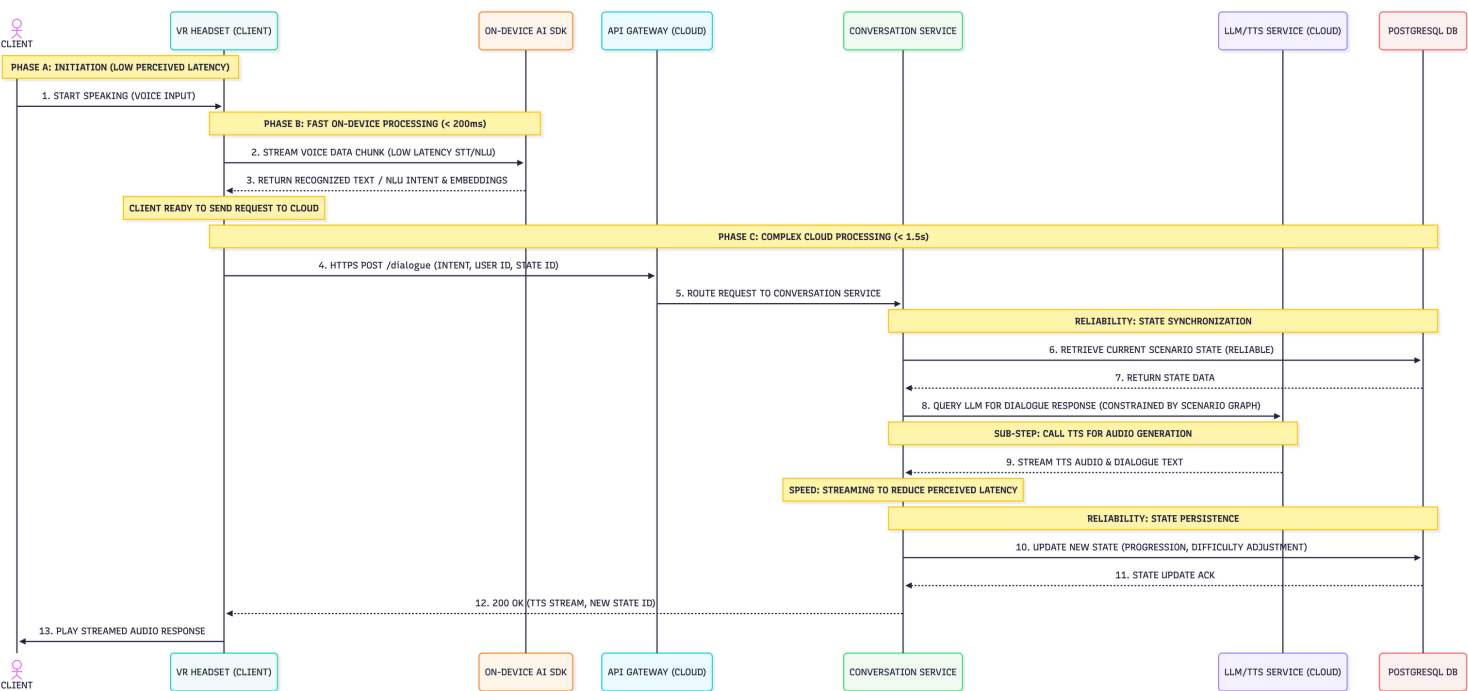 CLIENT
VR HEADSET (CLIENT)
ON-DEVICE AI SDK
API GATEWAY (CLOUD)
CONVERSATION SERVICE
LLM/TTS SERVICE (CLOUD)
POSTGRESQL DB
PHASE A: INITIATION (LOW PERCEIVED LATENCY)
1. START SPEAKING (VOICE INPUT)
PHASE B: FAST ON-DEVICE PROCESSING (< 200ms)
2. STREAM VOICE DATA CHUNK (LOW LATENCY STT/NLU)
3. RETURN RECOGNIZED TEXT / NLU INTENT & EMBEDDINGS
CLIENT READY TO SEND REQUEST TO CLOUD
PHASE C: COMPLEX CLOUD PROCESSING (< 1.5s)
4. HTTPS POST /dialogue (INTENT, USER ID, STATE ID)
5. ROUTE REQUEST TO CONVERSATION SERVICE
RELIABILITY: STATE SYNCHRONIZATION
6. RETRIEVE CURRENT SCENARIO STATE (RELIABLE)
7. RETURN STATE DATA
8. QUERY LLM FOR DIALOGUE RESPONSE (CONSTRAINED BY SCENARIO GRAPH)
SUB-STEP: CALL TTS FOR AUDIO GENERATION
9. STREAM TTS AUDIO & DIALOGUE TEXT
SPEED: STREAMING TO REDUCE PERCEIVED LATENCY
RELIABILITY: STATE PERSISTENCE
10. UPDATE NEW STATE (PROGRESSION, DIFFICULTY ADJUSTMENT)
11. STATE UPDATE ACK
12. 200 OK (TTS STREAM, NEW STATE ID)
13. PLAY STREAMED AUDIO RESPONSE
CLIENT
VR HEADSET (CLIENT)
ON-DEVICE AI SDK
API GATEWAY (CLOUD)
CONVERSATION SERVICE
LLM/TTS SERVICE (CLOUD)
POSTGRESQL DB